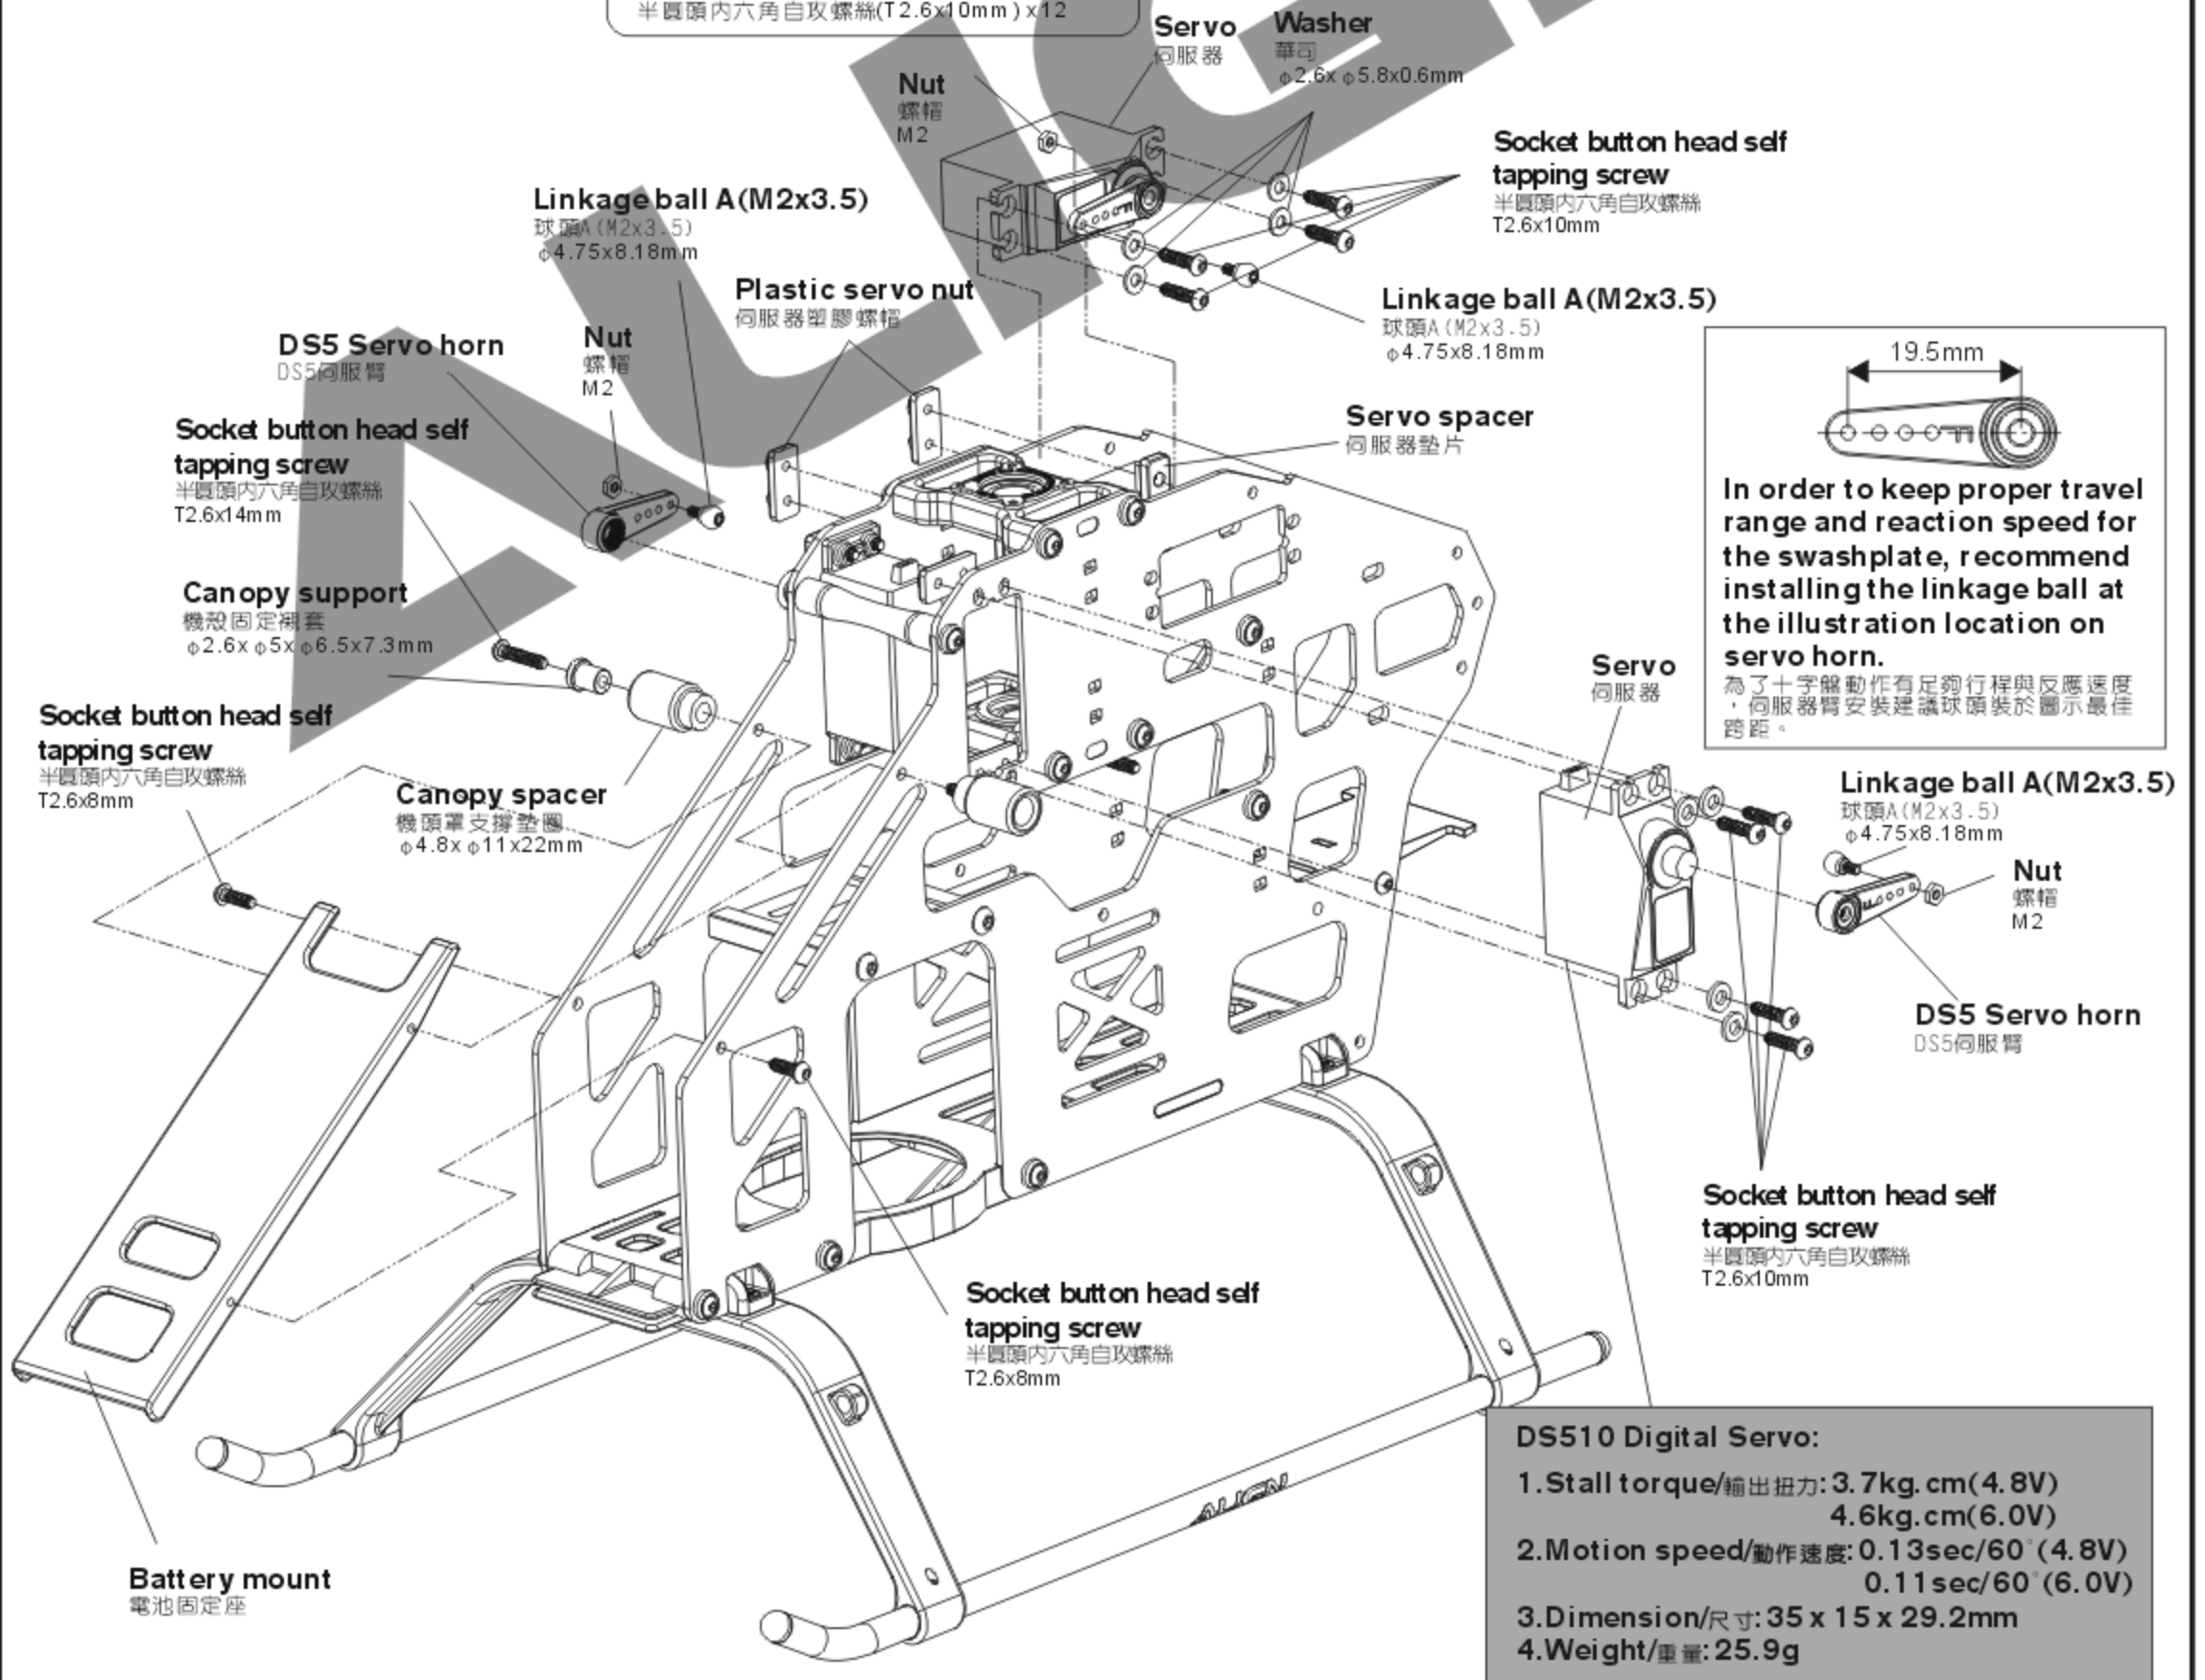 半圓頭内六角自攻螺絲(T2.6x10mm)x12
Servo
伺服器
Washer
華司
φ2.6xφ5.8x0.6mm
Nut
螺帽
M2
Socket button head self
tapping screw
半圓頭内六角自攻螺絲
T2.6x10mm
Linkage ball A(M2x3.5)
球頭A(M2x3.5)
φ4.75x8.18mm
Plastic servo nut
伺服器塑膠螺帽
Linkage ball A(M2x3.5)
球頭A(M2x3.5)
φ4.75x8.18mm
DS5 Servo horn
DS5伺服臂
Nut
螺帽
M2
Servo spacer
伺服器墊片
Socket button head self
tapping screw
半圓頭内六角自攻螺絲
T2.6x14mm
19.5mm
In order to keep proper travel
range and reaction speed for
the swashplate, recommend
installing the linkage ball at
the illustration location on
servo horn.
為了十字盤動作有足夠行程與反應速度
，伺服器臂安裝建議球頭裝於圖示最佳
跨距。
Canopy support
機殼固定襯套
φ2.6xφ5xφ6.5x7.3mm
Servo
伺服器
Socket button head self
tapping screw
半圓頭内六角自攻螺絲
T2.6x8mm
Canopy spacer
機頭罩支撐墊圈
φ4.8xφ11x22mm
Linkage ball A(M2x3.5)
球頭A(M2x3.5)
φ4.75x8.18mm
Nut
螺帽
M2
DS5 Servo horn
DS5伺服臂
Socket button head self
tapping screw
半圓頭内六角自攻螺絲
T2.6x10mm
Socket button head self
tapping screw
半圓頭内六角自攻螺絲
T2.6x8mm
ALIGN
Battery mount
電池固定座
DS510 Digital Servo:
1.Stall torque/輸出扭力:3.7kg.cm(4.8V)
4.6kg.cm(6.0V)
2.Motion speed/動作速度:0.13sec/60°(4.8V)
0.11sec/60°(6.0V)
3.Dimension/尺寸:35 x 15 x 29.2mm
4.Weight/重量:25.9g